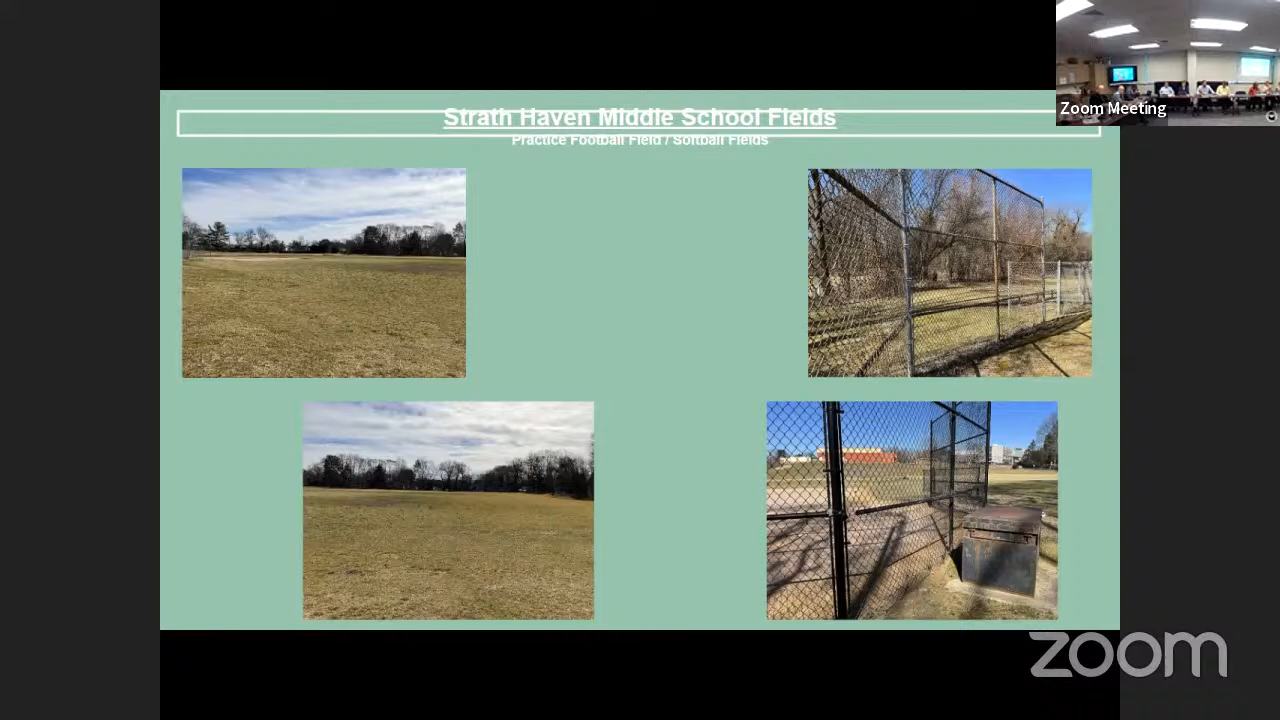 Strath Haven Middle School Fields
Practice Football Field / Softball Fields
Zoom Meeting
zoom